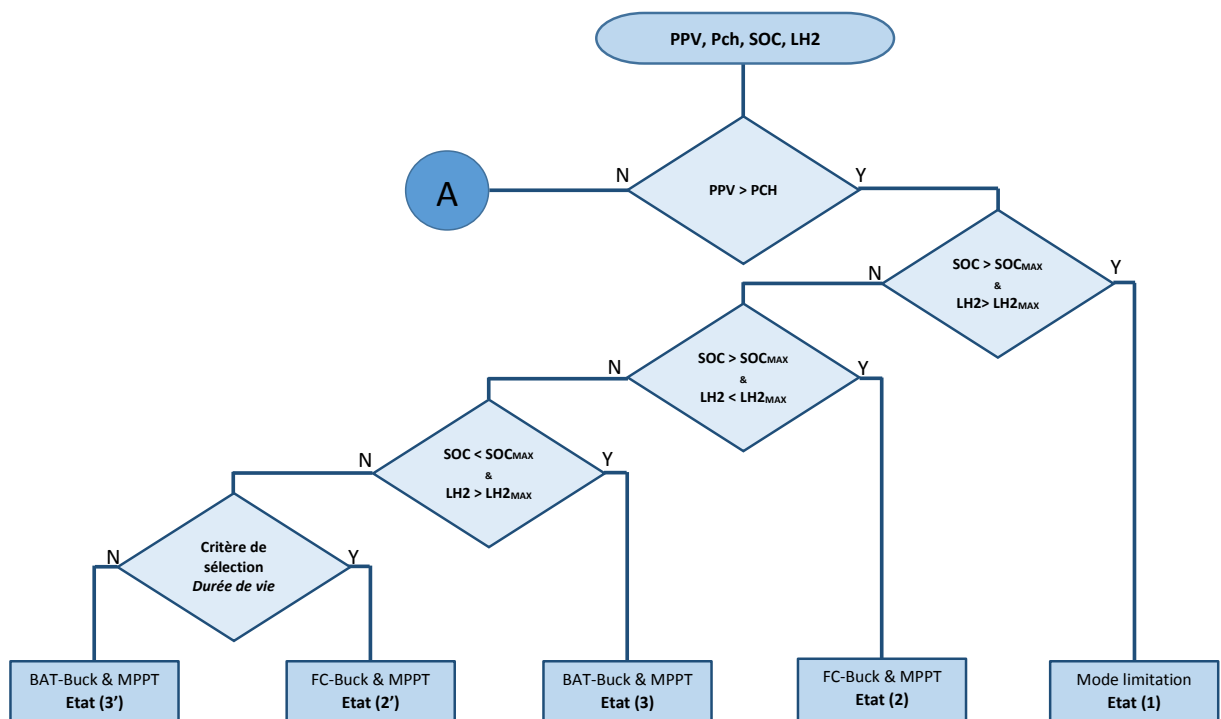 PPV, Pch, SOC, LH2
A
N
PPV > PCH
Y
N
SOC > SOCMAX
&
LH2> LH2MAX
Y
N
SOC > SOCMAX
&
LH2 < LH2MAX
Y
N
SOC < SOCMAX
&
LH2 > LH2MAX
Y
N
Critère de
sélection
Durée de vie
Y
BAT-Buck & MPPT
Etat (3’)
FC-Buck & MPPT
Etat (2’)
BAT-Buck & MPPT
Etat (3)
FC-Buck & MPPT
Etat (2)
Mode limitation
Etat (1)